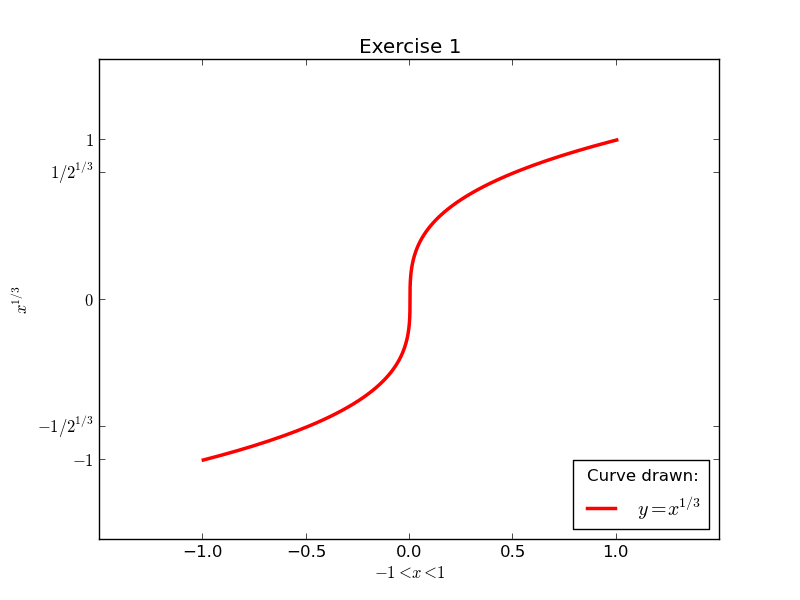 Exercise 1
1
1/2^{1/3}
0
−1/2^{1/3}
−1
x^{1/3}
−1.0 −0.5 0.0 0.5 1.0
−1<x<1
Curve drawn:
y=x^{1/3}